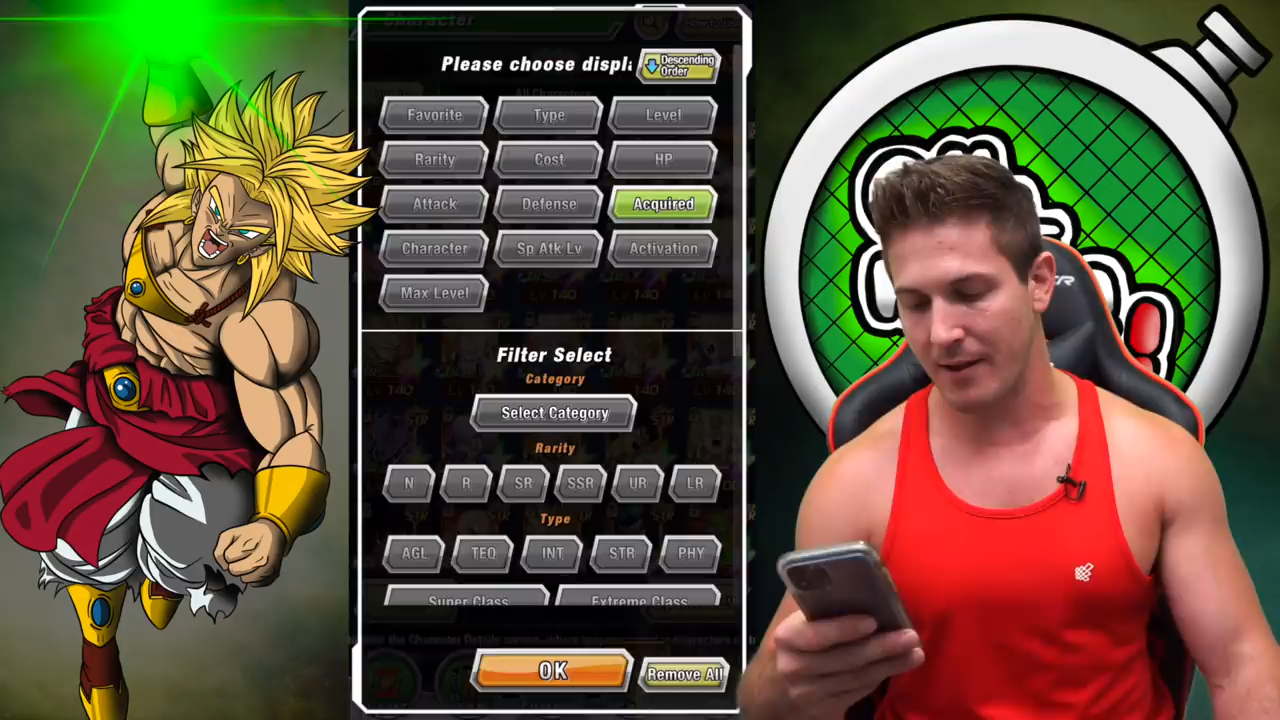 Character
Please choose displa
Descending
Order
Favorite
Type
Level
Rarity
Cost
HP
Attack
Defense
Acquired
Character
Sp Atk Lv
Activation
Max Level
Filter Select
Category
Select Category
Rarity
N
R
SR
SSR
UR
LR
Type
AGL
TEQ
INT
STR
PHY
Super Class
Extreme Class
OK
Remove All